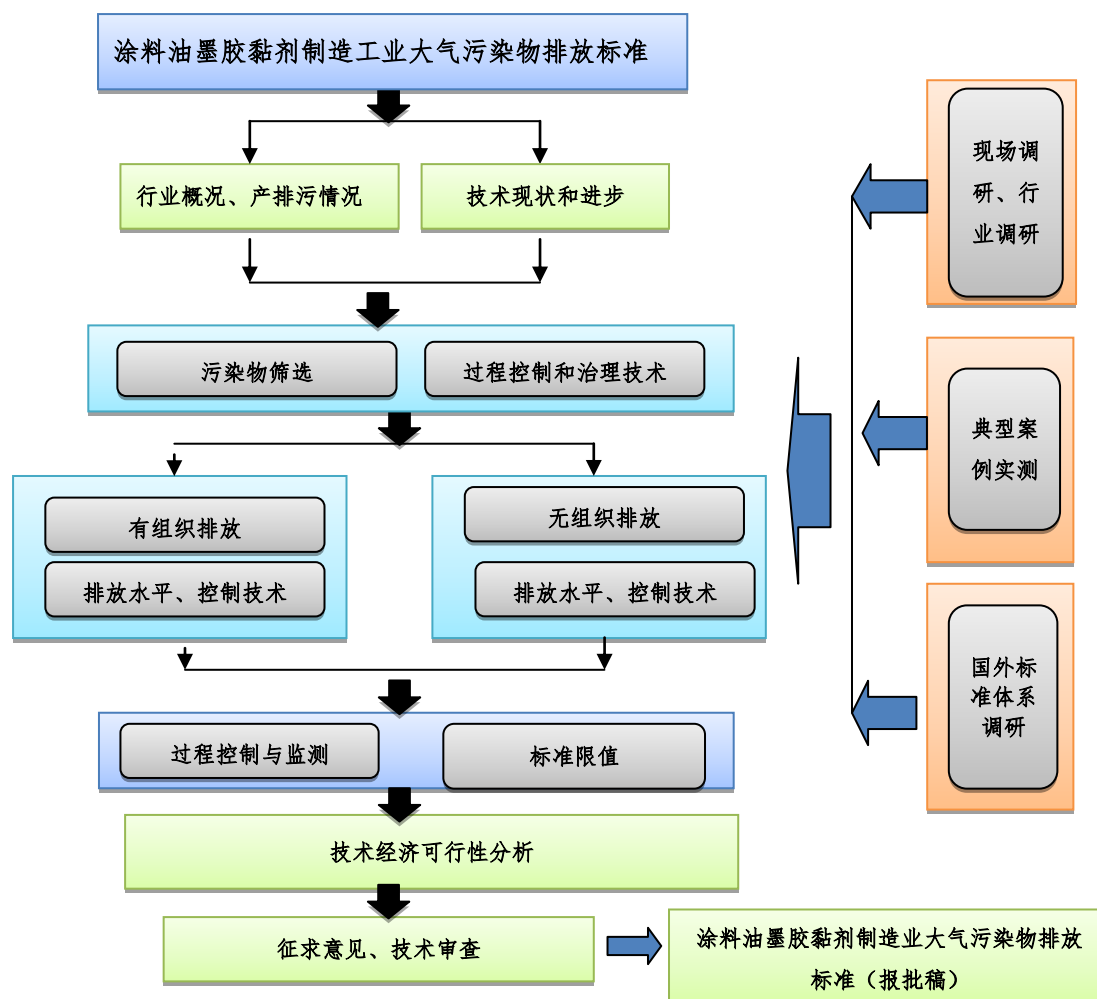 涂料油墨胶黏剂制造工业大气污染物排放标准
行业概况、产排污情况
技术现状和进步
污染物筛选
过程控制和治理技术
有组织排放
排放水平、控制技术
无组织排放
排放水平、控制技术
过程控制与监测
标准限值
技术经济可行性分析
征求意见、技术审查
涂料油墨胶黏剂制造业大气污染物排放
标准（报批稿）
现场调
研、行
业调研
典型案
例实测
国外标
准体系
调研